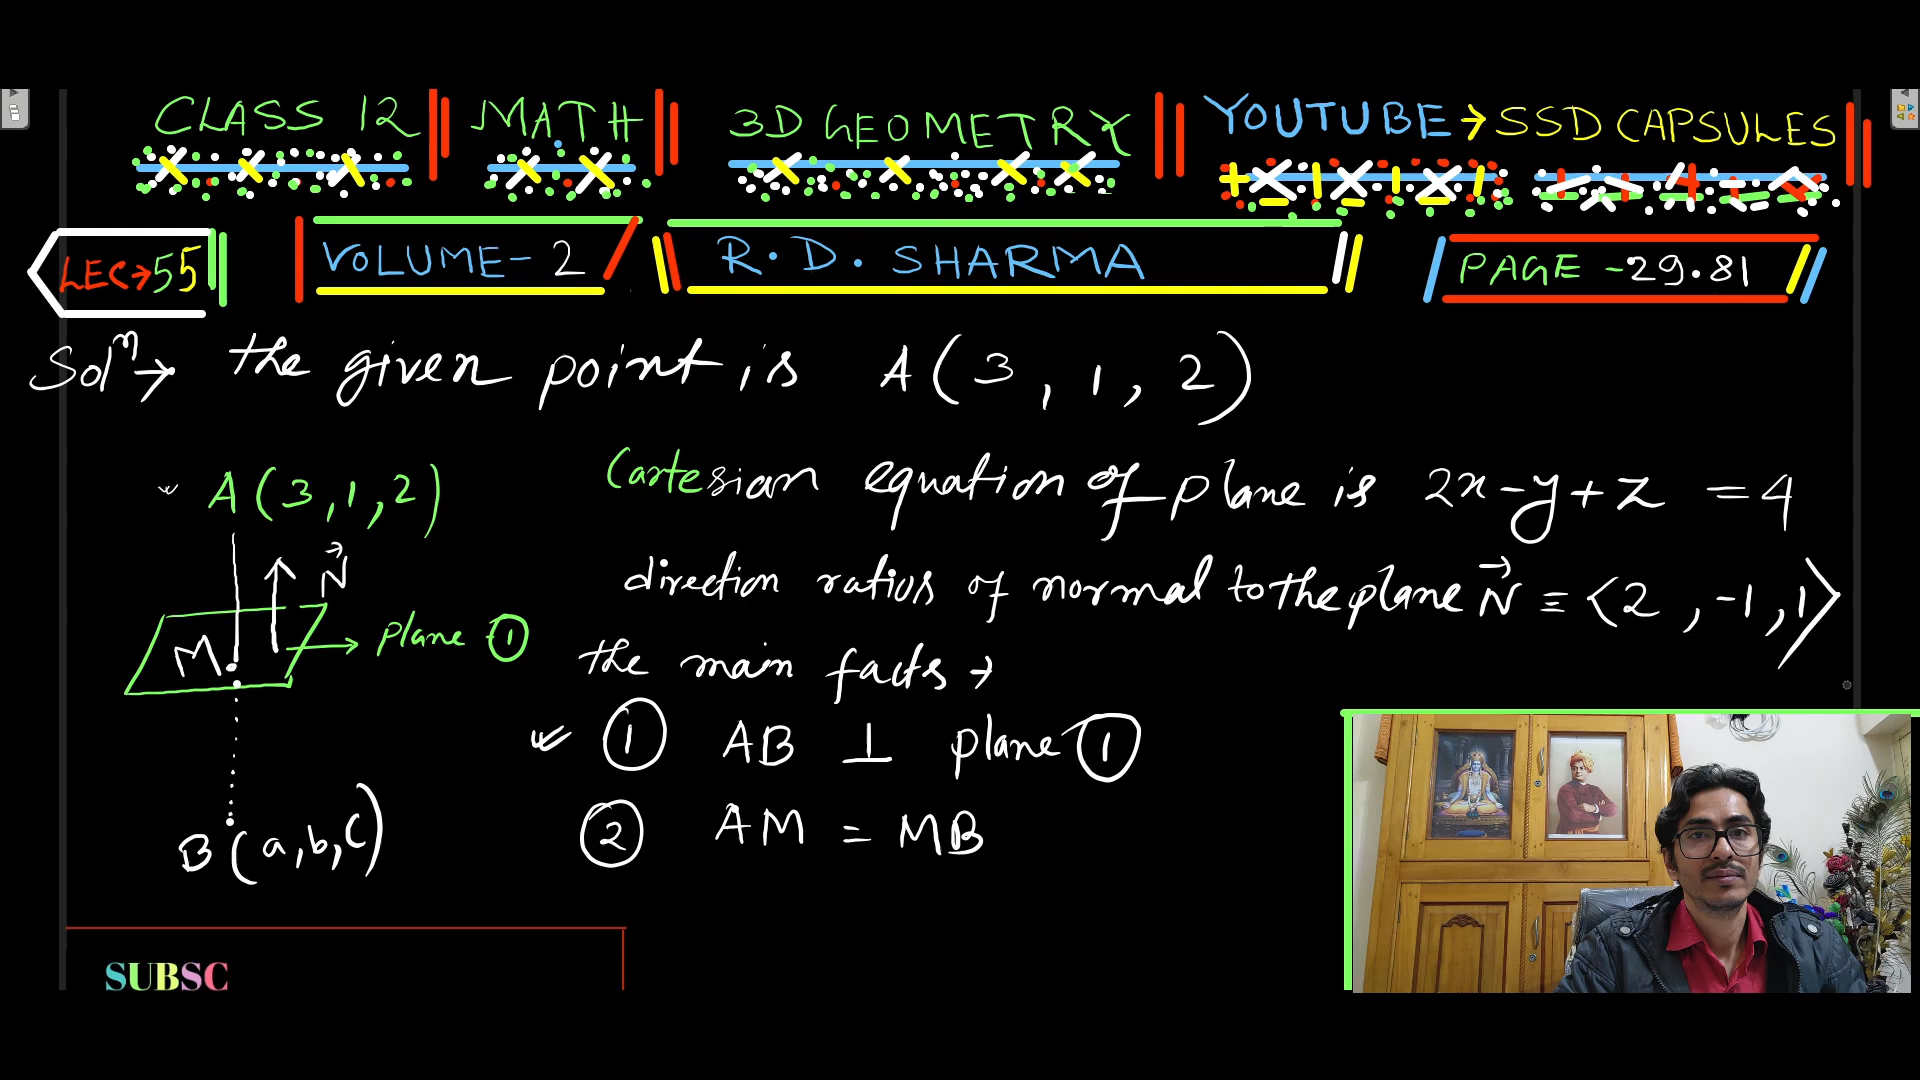 CLASS 12 MATH 3D GEOMETRY YOUTUBE → SSD CAPSULES
LEC→55 VOLUME-2 R.D. SHARMA PAGE -29.81
Solⁿ → the given point is A(3, 1, 2)
A(3,1,2)
Cartesian equation of plane is 2x-y+z = 4
N⃗
direction ratios of normal to the plane N⃗ ≡ <2, -1, 1>
M
plane ①
the main facts →
① AB ⊥ plane ①
② AM = MB
B(a,b,c)
SUBSC